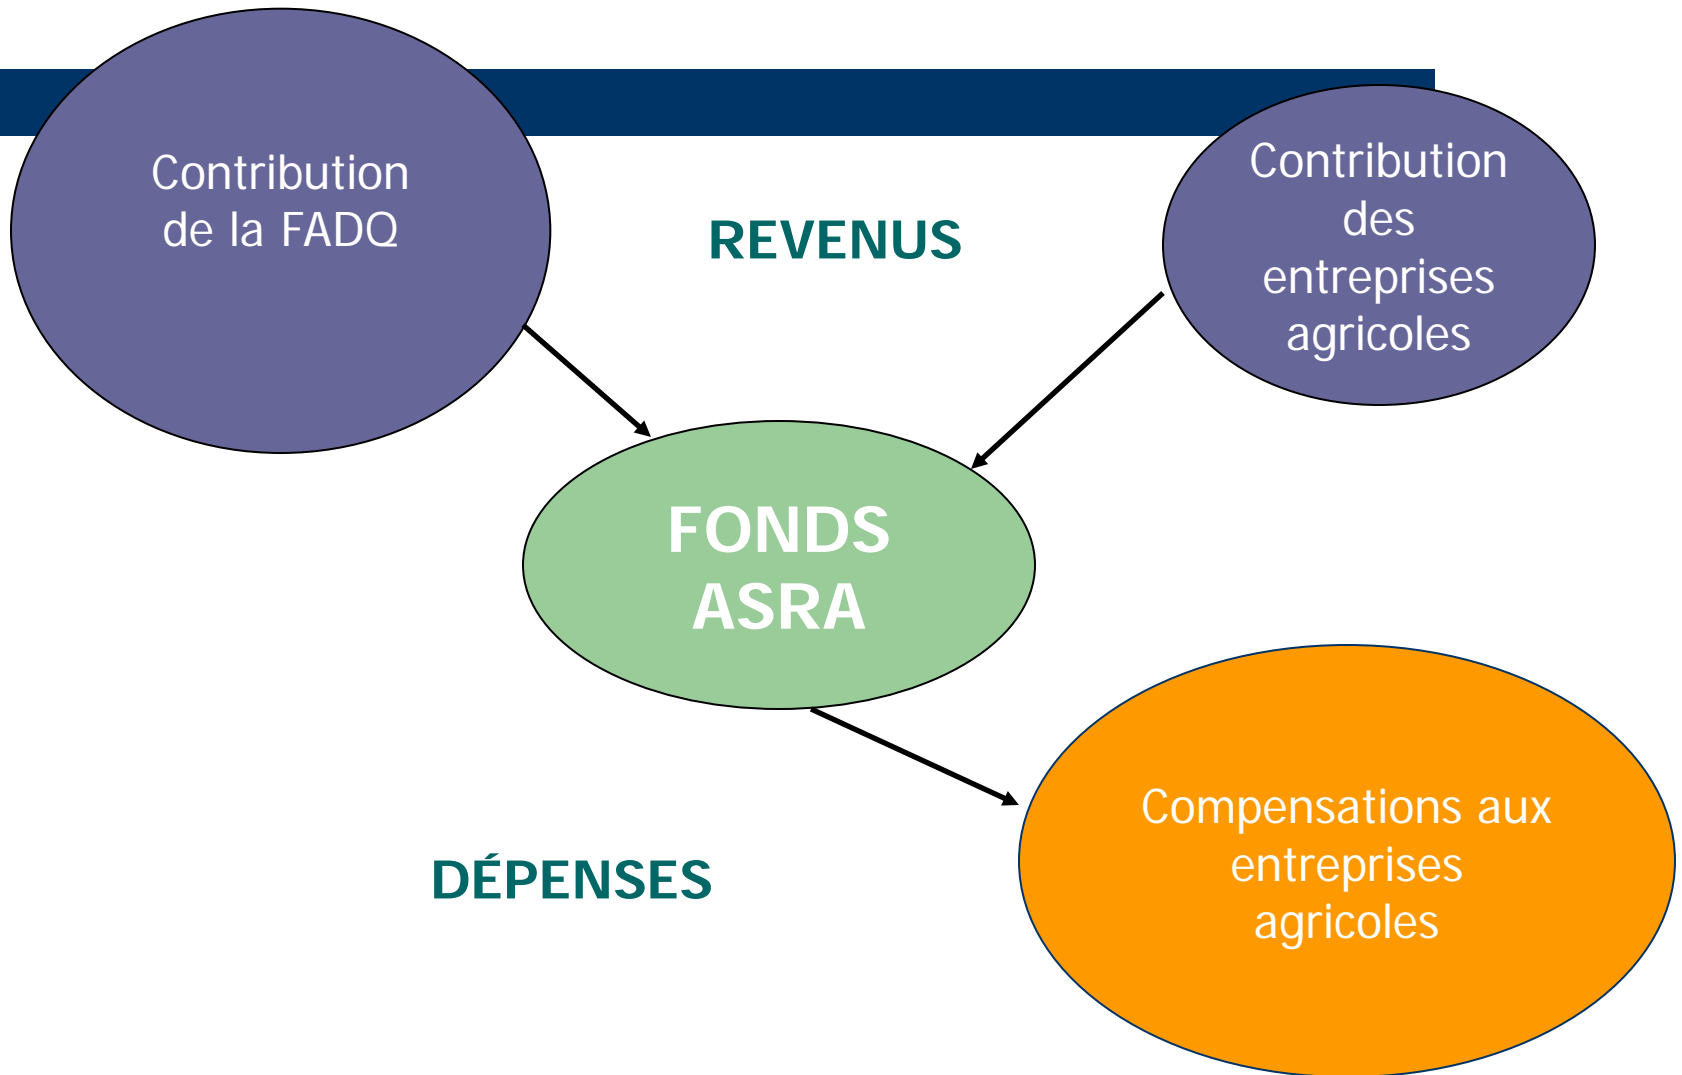 Contribution
de la FADQ
REVENUS
Contribution
des
entreprises
agricoles
FONDS
ASRA
DÉPENSES
Compensations aux
entreprises
agricoles